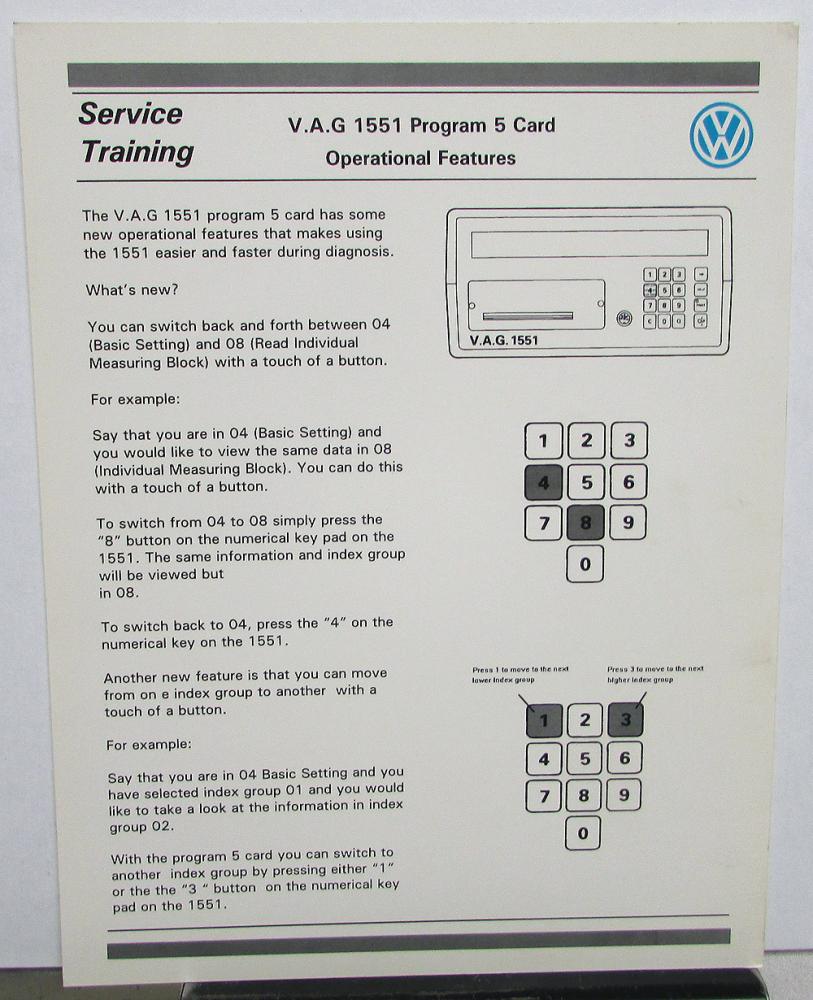 Service
Training
V.A.G 1551 Program 5 Card
Operational Features
The V.A.G 1551 program 5 card has some
new operational features that makes using
the 1551 easier and faster during diagnosis.
What's new?
You can switch back and forth between 04
(Basic Setting) and 08 (Read Individual
Measuring Block) with a touch of a button.
For example:
Say that you are in 04 (Basic Setting) and
you would like to view the same data in 08
(Individual Measuring Block). You can do this
with a touch of a button.
To switch from 04 to 08 simply press the
"8" button on the numerical key pad on the
1551. The same information and index group
will be viewed but
in 08.
To switch back to 04, press the "4" on the
numerical key on the 1551.
Another new feature is that you can move
from on e index group to another with a
touch of a button.
For example:
Say that you are in 04 Basic Setting and you
have selected index group 01 and you would
like to take a look at the information in index
group 02.
With the program 5 card you can switch to
another index group by pressing either "1"
or the the "3 " button on the numerical key
pad on the 1551.
1 2 3
4 5 6
7 8 9
C 0 Q
V.A.G. 1551
1 2 3
4 5 6
7 8 9
0
Press 1 to move to the next
lower index group
Press 3 to move to the next
higher index group
1 2 3
4 5 6
7 8 9
0